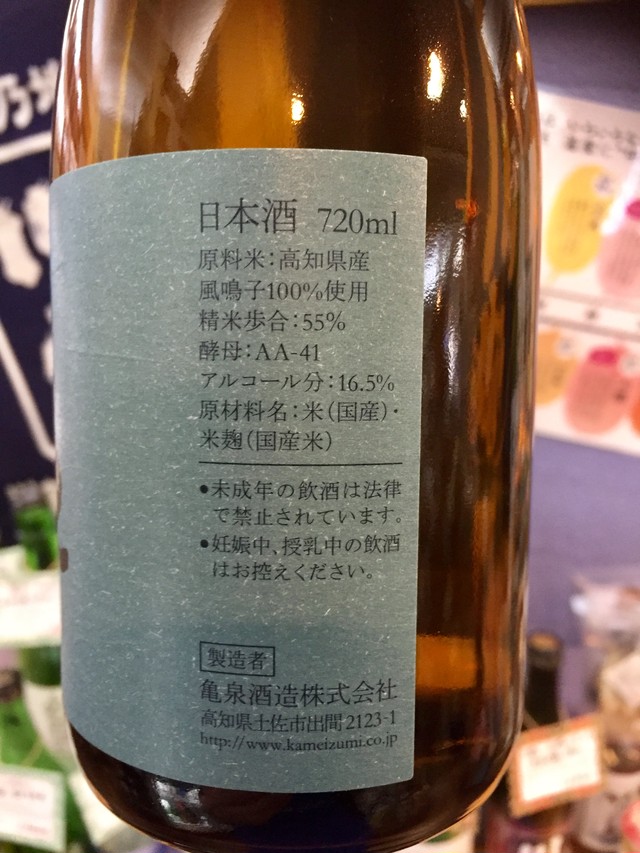 日本酒 720ml
原料米：高知県産
風鳴子100%使用
精米歩合：55%
酵母：AA-41
アルコール分：16.5%
原材料名：米（国産）・
米麹（国産米）
●未成年の飲酒は法律
で禁止されています。
●妊娠中、授乳中の飲酒
はお控えください。
製造者
亀泉酒造株式会社
高知県土佐市出間2123-1
http://www.kameizumi.co.jp